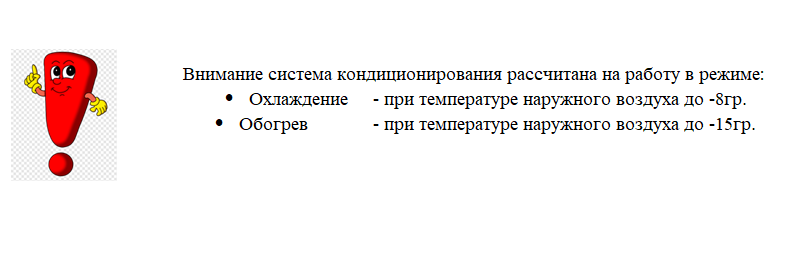 Внимание система кондиционирования рассчитана на работу в режиме:
• Охлаждение - при температуре наружного воздуха до -8гр.
• Обогрев - при температуре наружного воздуха до -15гр.